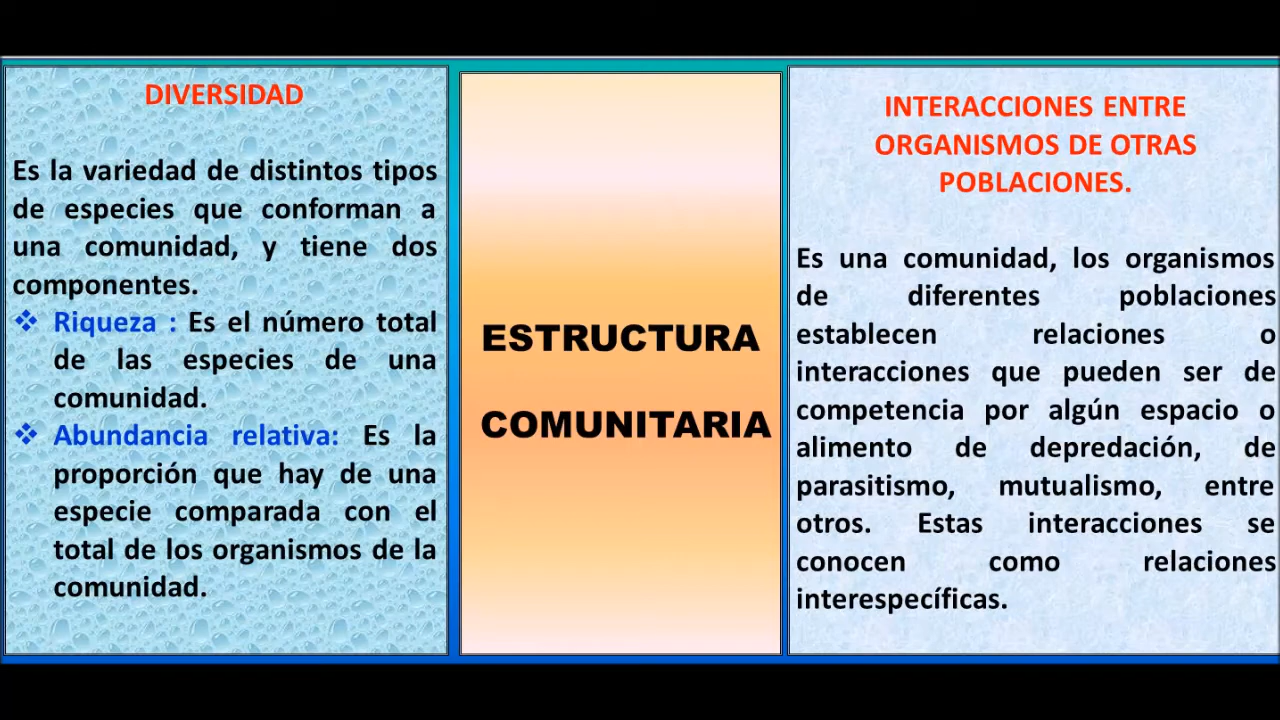 DIVERSIDAD
Es la variedad de distintos tipos
de especies que conforman a
una comunidad, y tiene dos
componentes.
❖ Riqueza : Es el número total
de las especies de una
comunidad.
❖ Abundancia relativa: Es la
proporción que hay de una
especie comparada con el
total de los organismos de la
comunidad.
ESTRUCTURA
COMUNITARIA
INTERACCIONES ENTRE
ORGANISMOS DE OTRAS
POBLACIONES.
Es una comunidad, los organismos
de diferentes poblaciones
establecen relaciones o
interacciones que pueden ser de
competencia por algún espacio o
alimento de depredación, de
parasitismo, mutualismo, entre
otros. Estas interacciones se
conocen como relaciones
interespecíficas.